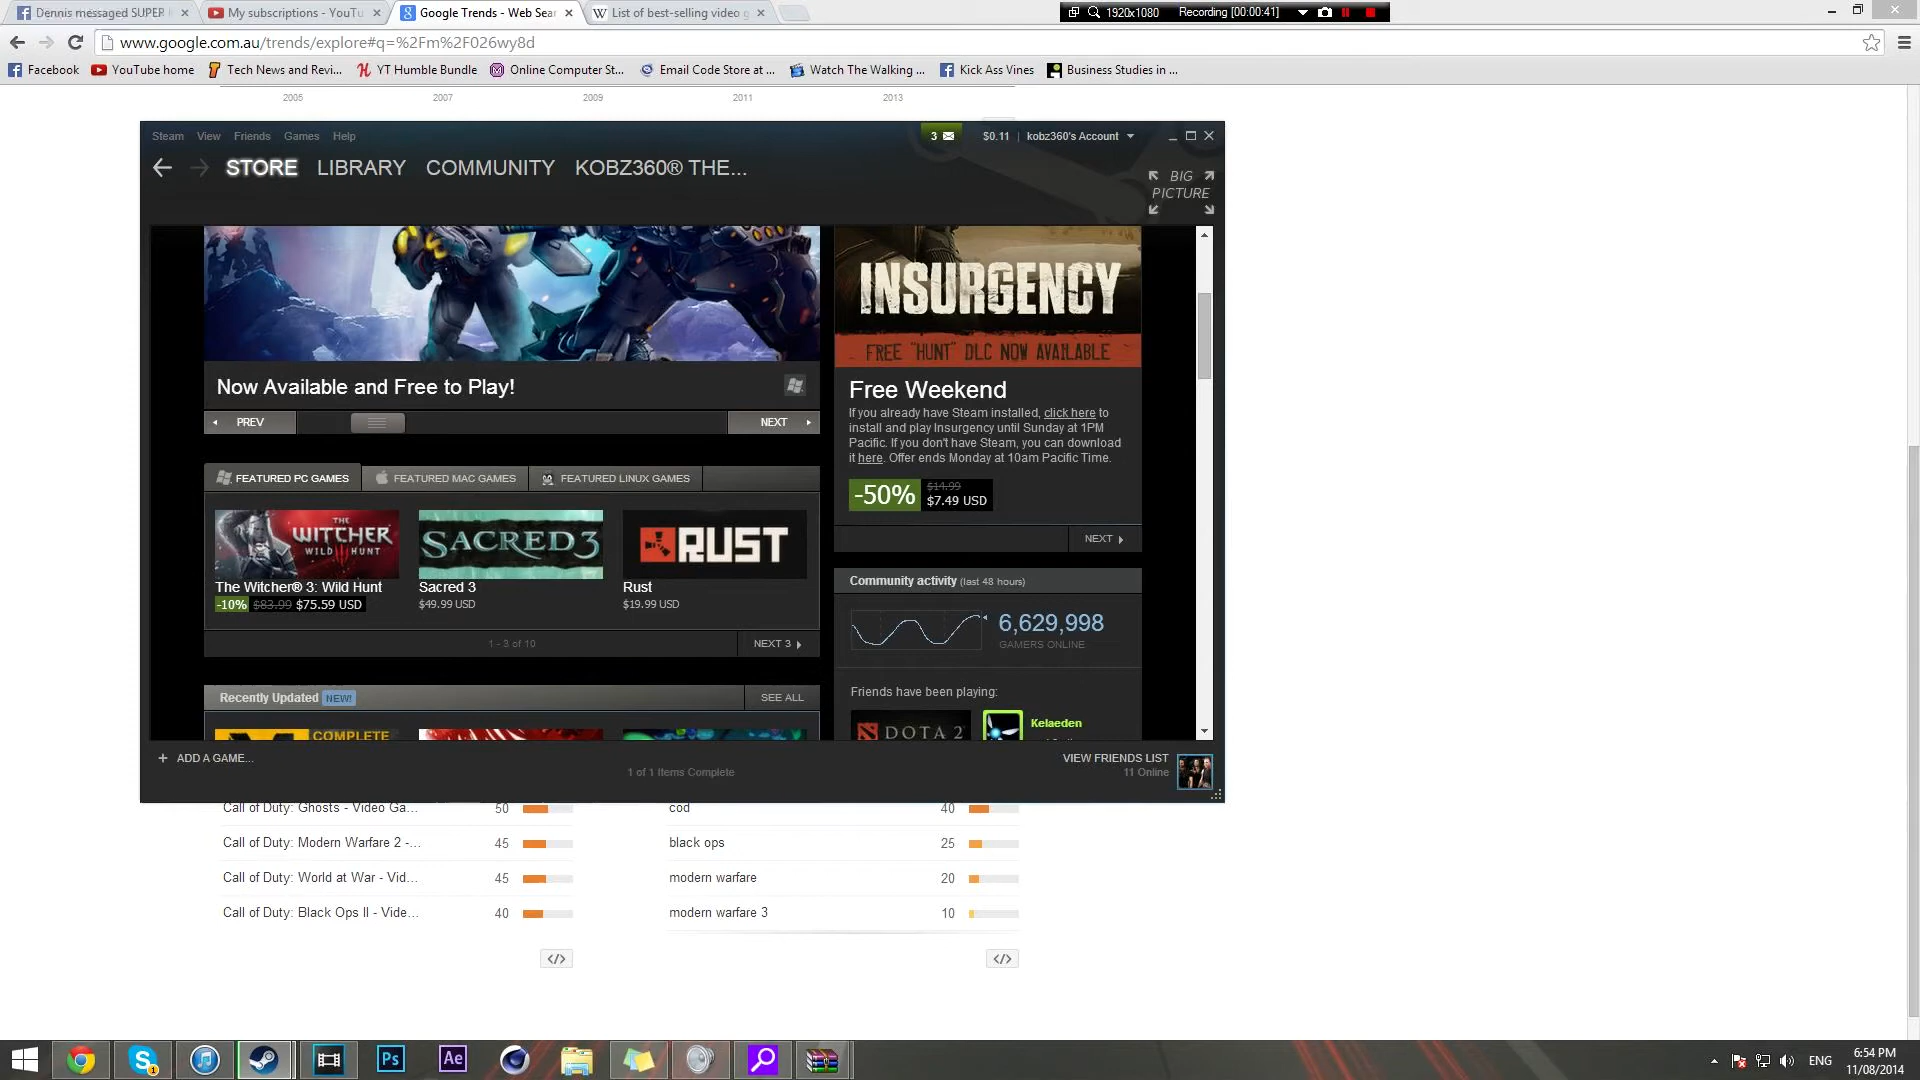 Dennis messaged SUPER
My subscriptions - YouTu
Google Trends - Web Sear
List of best-selling video g
1920x1080
Recording [00:00:41]
www.google.com.au/trends/explore#q=%2Fm%2F026wy8d
Facebook
YouTube home
Tech News and Revi...
YT Humble Bundle
Online Computer St...
Email Code Store at ...
Watch The Walking ...
Kick Ass Vines
Business Studies in ...
2005
2007
2009
2011
2013
Steam
View
Friends
Games
Help
3
$0.11
kobz360's Account
STORE
LIBRARY
COMMUNITY
KOBZ360® THE...
BIG
PICTURE
INSURGENCY
FREE "HUNT" DLC NOW AVAILABLE
Now Available and Free to Play!
PREV
NEXT
Free Weekend
If you already have Steam installed, click here to
install and play Insurgency until Sunday at 1PM
Pacific. If you don't have Steam, you can download
it here. Offer ends Monday at 10am Pacific Time.
-50%
$14.99
$7.49 USD
NEXT
FEATURED PC GAMES
FEATURED MAC GAMES
FEATURED LINUX GAMES
THE
WITCHER
WILD HUNT
SACRED 3
RUST
The Witcher® 3: Wild Hunt
-10%
$83.99
$75.59 USD
Sacred 3
$49.99 USD
Rust
$19.99 USD
1 - 3 of 10
NEXT 3
Community activity (last 48 hours)
6,629,998
GAMERS ONLINE
Recently Updated
NEW!
SEE ALL
COMPLETE
Friends have been playing:
DOTA 2
Kelaeden
ADD A GAME...
1 of 1 Items Complete
VIEW FRIENDS LIST
11 Online
Call of Duty: Ghosts - Video Ga...
50
cod
40
Call of Duty: Modern Warfare 2 -...
45
black ops
25
Call of Duty: World at War - Vid...
45
modern warfare
20
Call of Duty: Black Ops II - Vide...
40
modern warfare 3
10
</>
</>
Ps
Ae
ENG
6:54 PM
11/08/2014